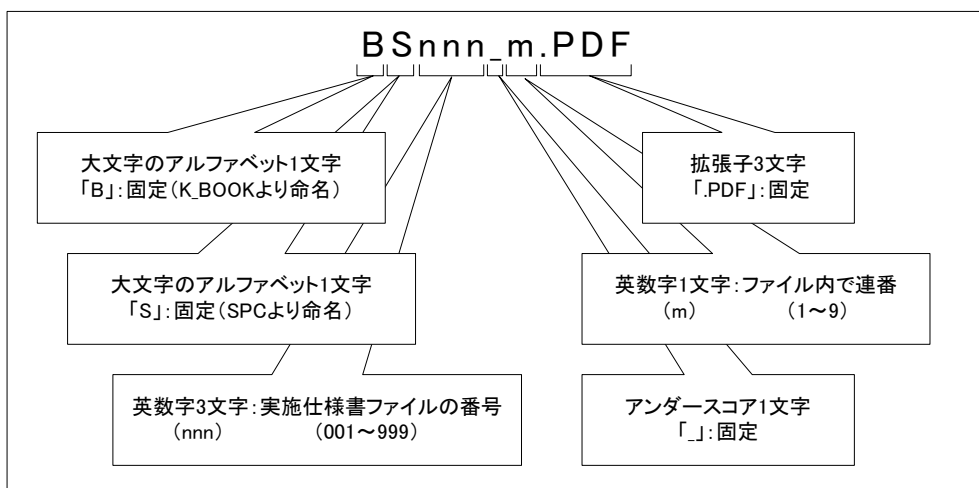 BSnnn_m.PDF
大文字のアルファベット1文字
「B」:固定(K_BOOKより命名)
拡張子3文字
「.PDF」:固定
大文字のアルファベット1文字
「S」:固定(SPCより命名)
英数字1文字:ファイル内で連番
(m) (1～9)
英数字3文字:実施仕様書ファイルの番号
(nnn) (001～999)
アンダースコア1文字
「_」:固定